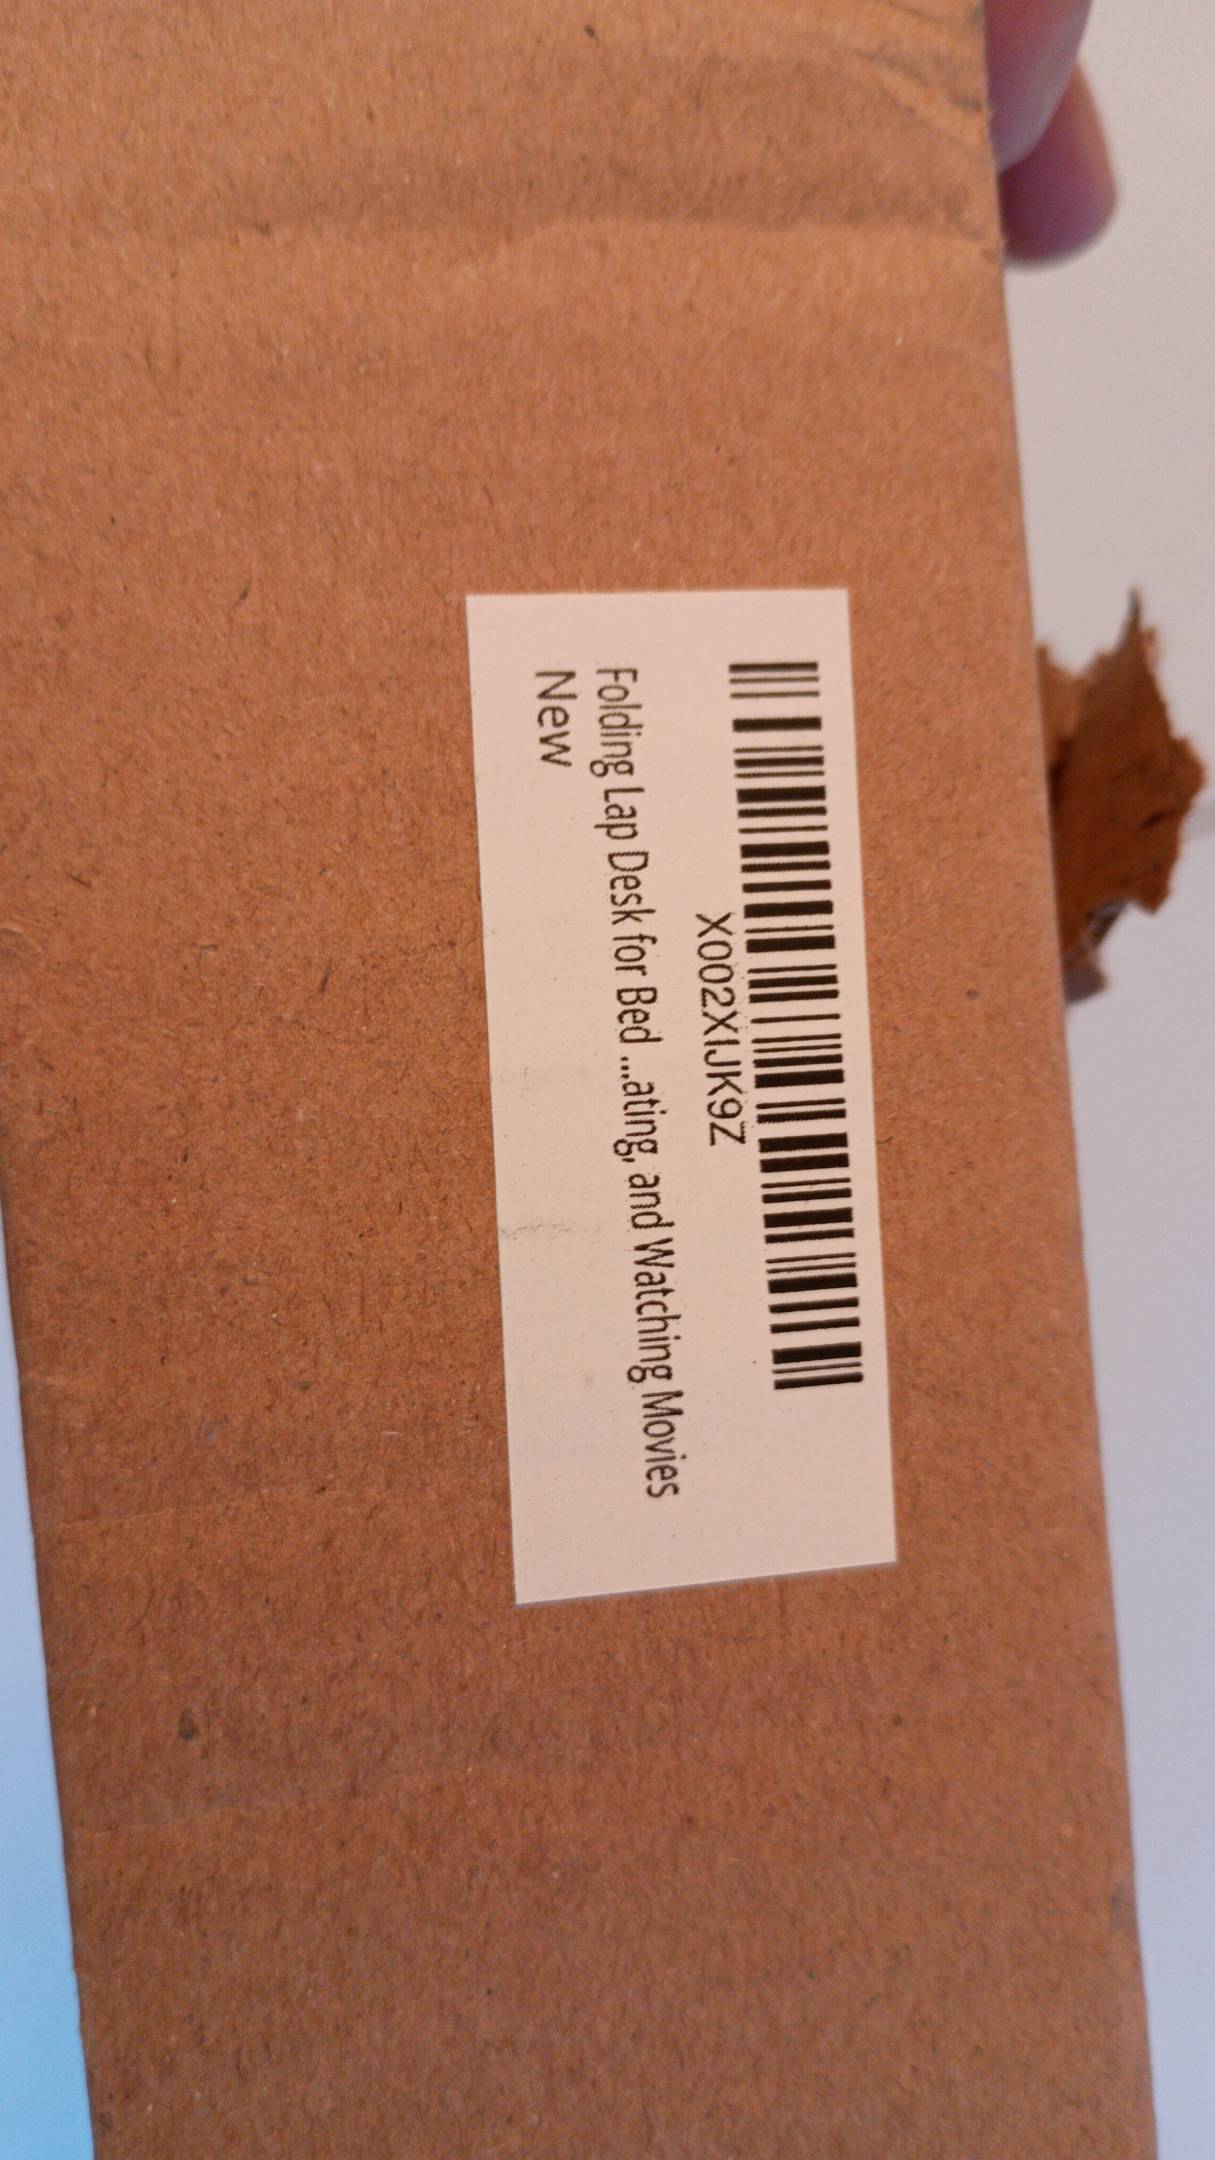 X002XIJK9Z
Folding Lap Desk for Bed ...ating, and Watching Movies
New